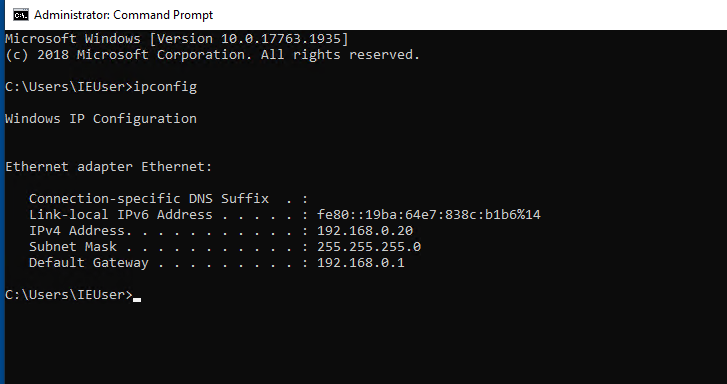 Administrator: Command Prompt
Microsoft Windows [Version 10.0.17763.1935]
(c) 2018 Microsoft Corporation. All rights reserved.
C:\Users\IEUser>ipconfig
Windows IP Configuration
Ethernet adapter Ethernet:
Connection-specific DNS Suffix  . :
Link-local IPv6 Address . . . . . : fe80::19ba:64e7:838c:b1b6%14
IPv4 Address. . . . . . . . . . . : 192.168.0.20
Subnet Mask . . . . . . . . . . . : 255.255.255.0
Default Gateway . . . . . . . . . : 192.168.0.1
C:\Users\IEUser>